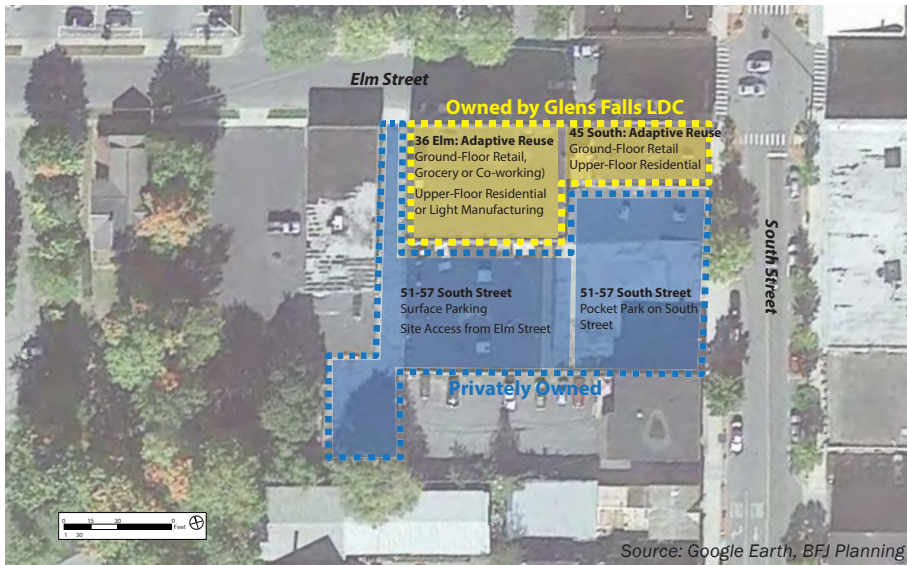 Elm Street
Owned by Glens Falls LDC
36 Elm: Adaptive Reuse
Ground-Floor Retail,
Grocery or Co-working)
Upper-Floor Residential
or Light Manufacturing
45 South: Adaptive Reuse
Ground-Floor Retail
Upper-Floor Residential
South Street
51-57 South Street
Surface Parking
Site Access from Elm Street
51-57 South Street
Pocket Park on South
Street
Privately Owned
0 15 30 0
Feet
1 30
Source: Google Earth, BFJ Planning